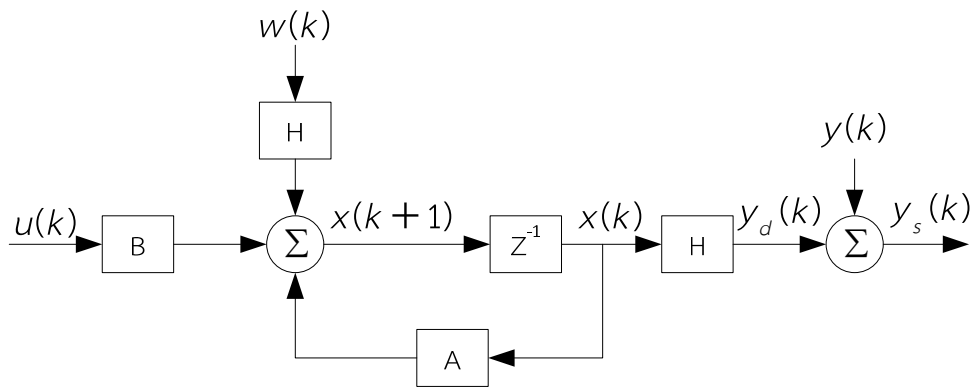 w(k)
H
y(k)
u(k)
B
Σ
x(k+1)
Z⁻¹
x(k)
H
y_d(k)
Σ
y_s(k)
A